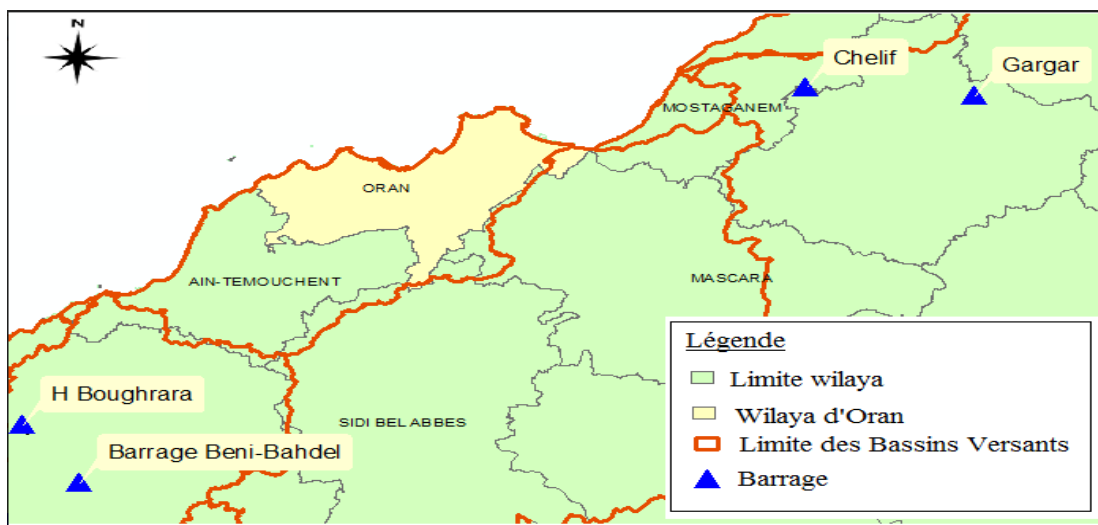 N
Chelif
Gargar
MOSTAGANEM
ORAN
AIN-TEMOUCHENT
MASCARA
H Boughrara
SIDI BEL ABBES
Barrage Beni-Bahdel
Légende
Limite wilaya
Wilaya d'Oran
Limite des Bassins Versants
Barrage